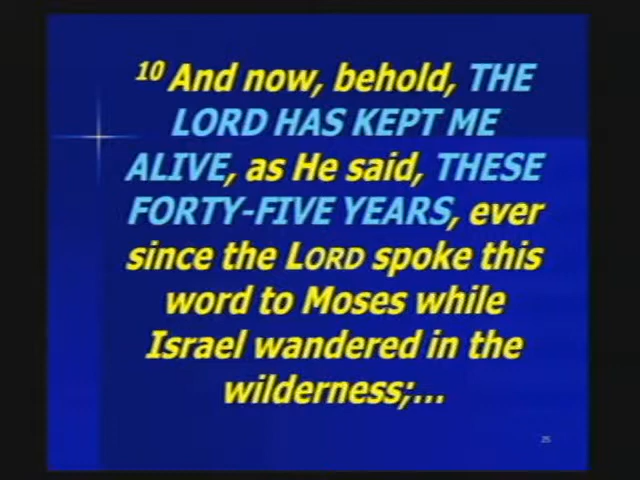 10 And now, behold, THE
LORD HAS KEPT ME
ALIVE, as He said, THESE
FORTY-FIVE YEARS, ever
since the LORD spoke this
word to Moses while
Israel wandered in the
wilderness;...
25